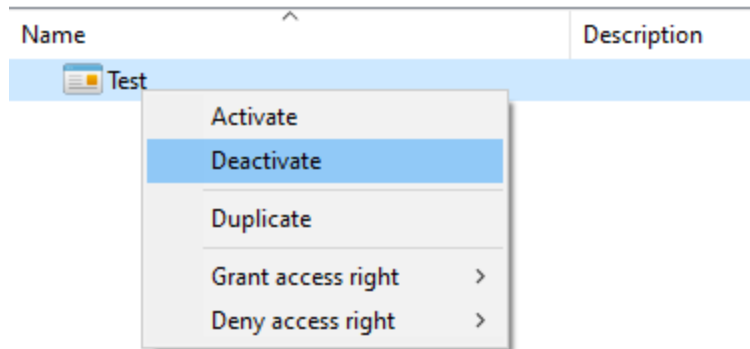 Name Description
Test
Activate
Deactivate
Duplicate
Grant access right
Deny access right